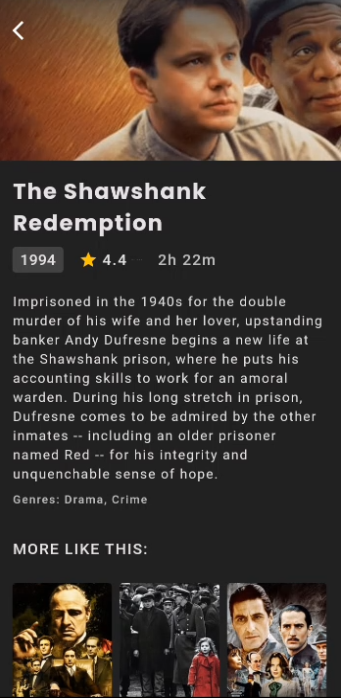 The Shawshank
Redemption
1994 4.4 2h 22m
Imprisoned in the 1940s for the double
murder of his wife and her lover, upstanding
banker Andy Dufresne begins a new life at
the Shawshank prison, where he puts his
accounting skills to work for an amoral
warden. During his long stretch in prison,
Dufresne comes to be admired by the other
inmates -- including an older prisoner
named Red -- for his integrity and
unquenchable sense of hope.
Genres: Drama, Crime
MORE LIKE THIS: